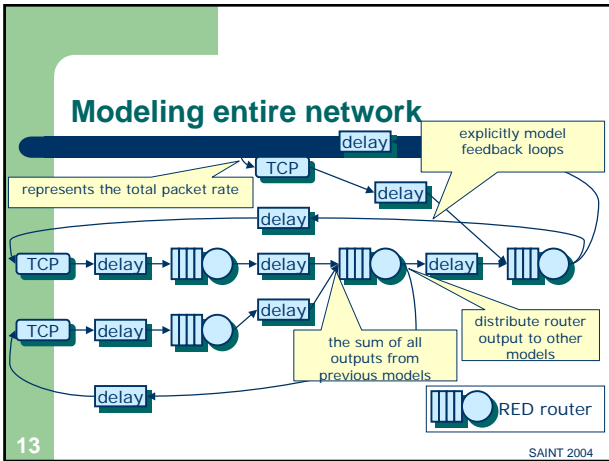 Modeling entire network
delay
explicitly model
feedback loops
TCP
represents the total packet rate
delay
delay
TCP
delay
delay
delay
TCP
delay
delay
the sum of all
outputs from
previous models
distribute router
output to other
models
delay
RED router
13
SAINT 2004